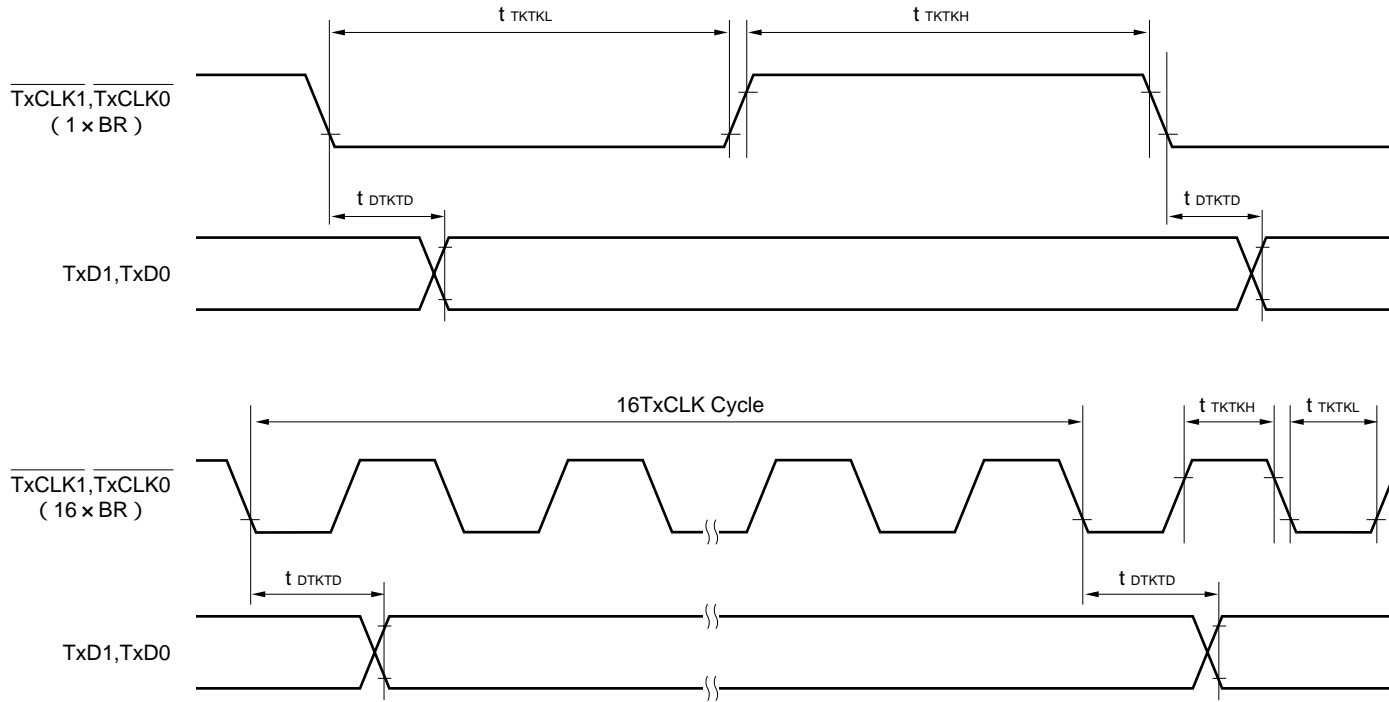 t TKTKL
t TKTKH
TxCLK1,TxCLK0
( 1 × BR )
t DTKTD
t DTKTD
TxD1,TxD0
16TxCLK Cycle
t TKTKH
t TKTKL
TxCLK1,TxCLK0
( 16 × BR )
t DTKTD
t DTKTD
TxD1,TxD0